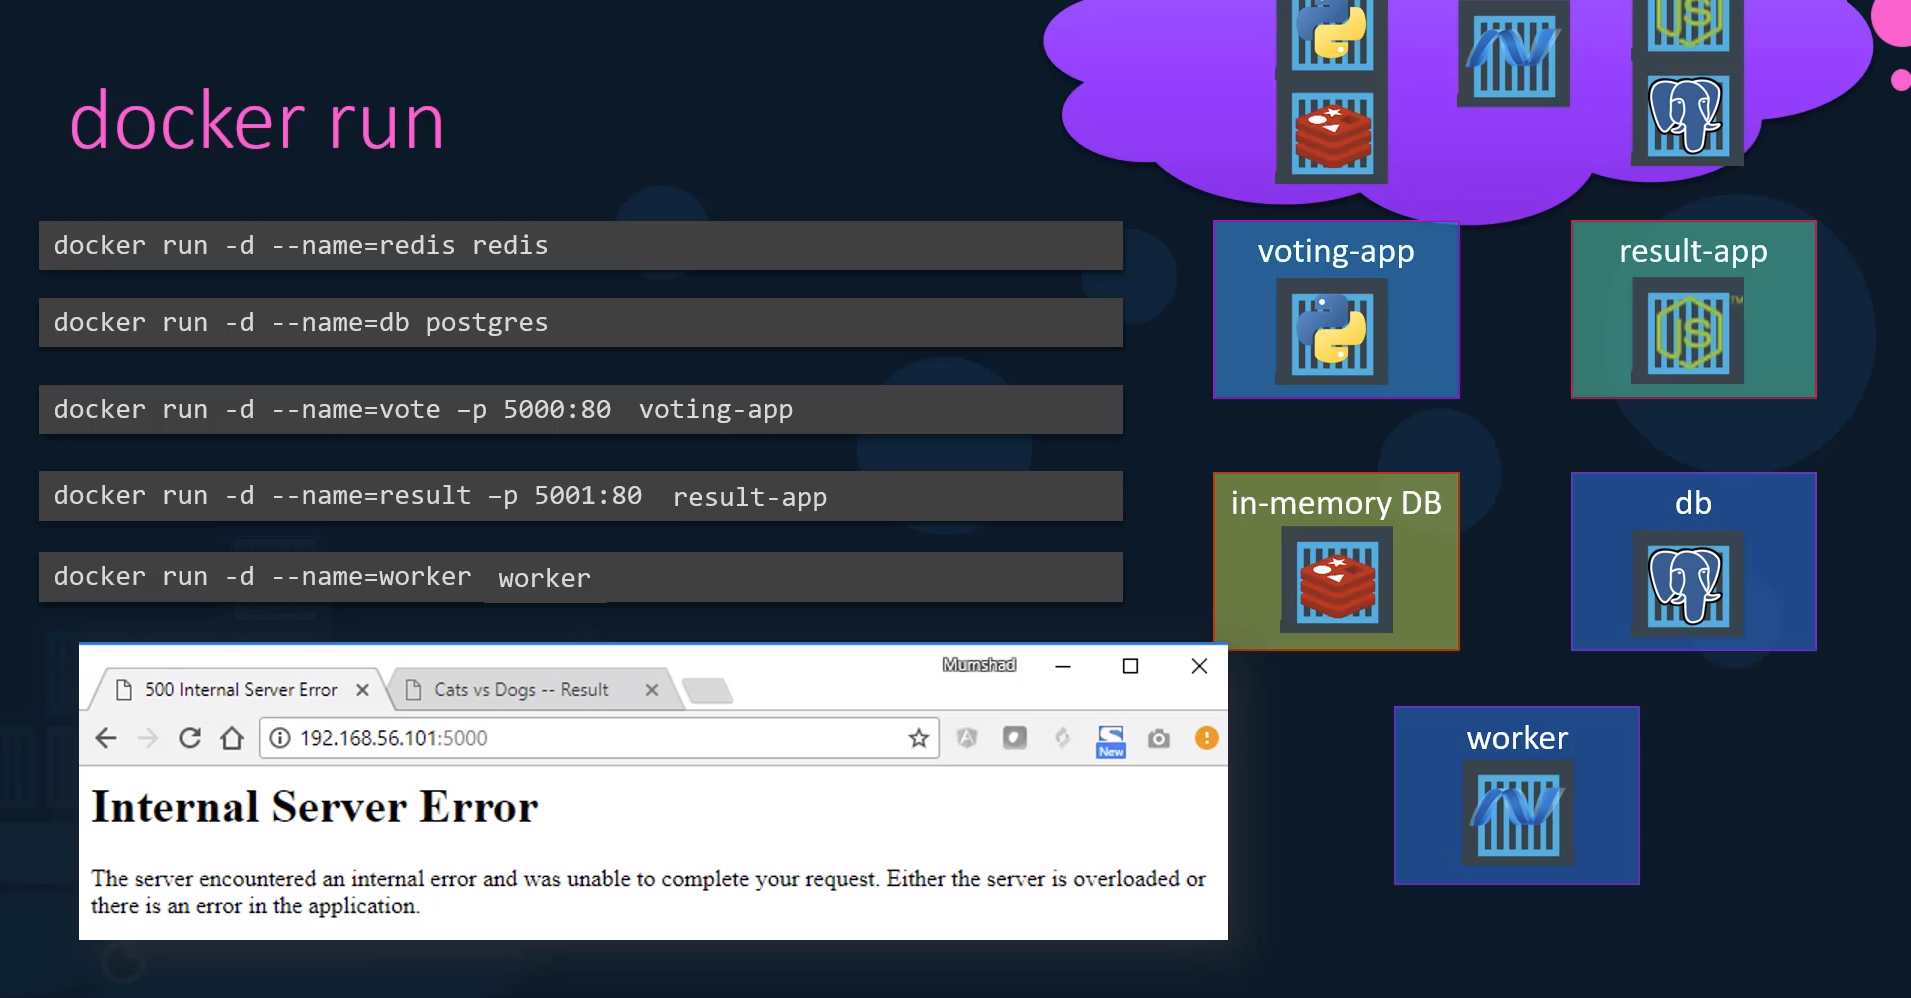 docker run
docker run -d --name=redis redis
docker run -d --name=db postgres
docker run -d --name=vote –p 5000:80 voting-app
docker run -d --name=result –p 5001:80 result-app
docker run -d --name=worker worker
JS
voting-app
result-app
JS
TM
in-memory DB
db
worker
Mumshad
500 Internal Server Error
Cats vs Dogs -- Result
192.168.56.101:5000
New
Internal Server Error
The server encountered an internal error and was unable to complete your request. Either the server is overloaded or
there is an error in the application.